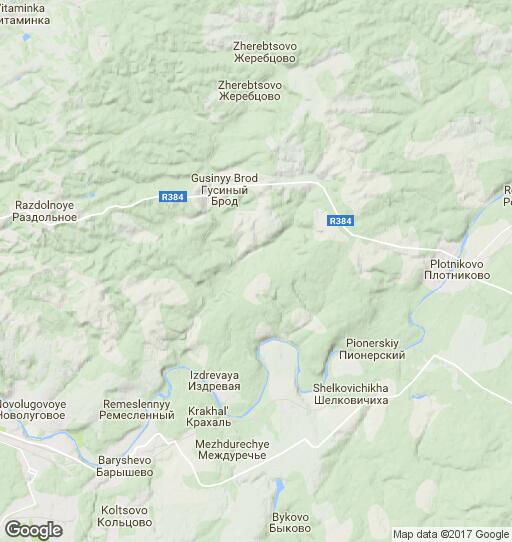 Vitaminka
Витаминка
Zherebtsovo
Жеребцово
Zherebtsovo
Жеребцово
Gusinyy Brod
Гусиный
Брод
R384
Razdolnoye
Раздольное
R384
Plotnikovo
Плотниково
Pionerskiy
Пионерский
Izdrevaya
Издревая
Shelkovichikha
Шелковичиха
Novolugovoye
Новолуговое
Remeslennyy
Ремесленный
Krakhal'
Крахаль
Mezhdurechye
Междуречье
Baryshevo
Барышево
Koltsovo
Кольцово
Bykovo
Быково
Google
Map data ©2017 Google